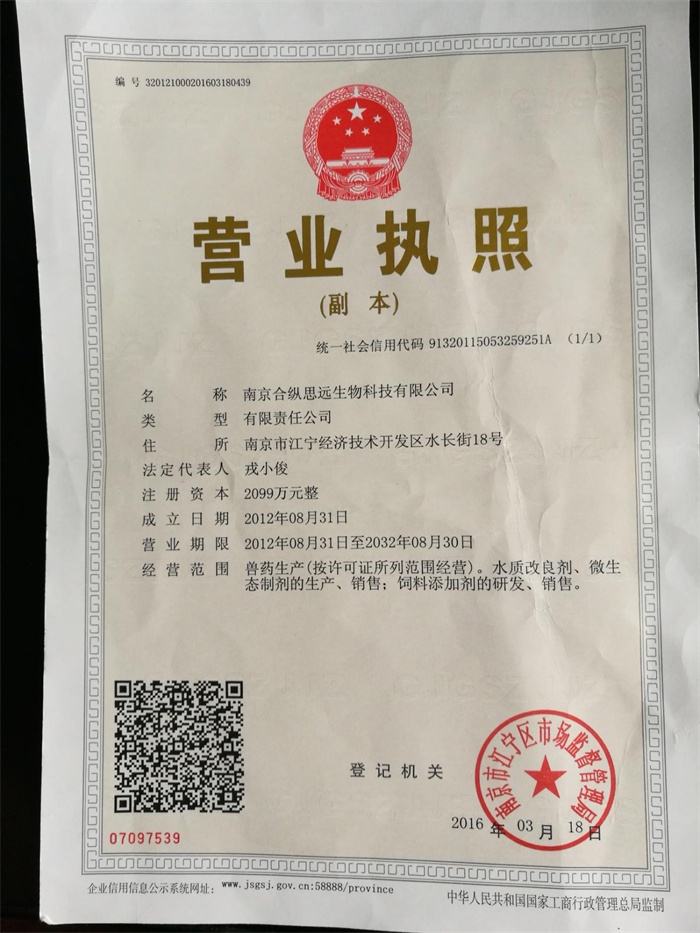 编 号 320121000201603180439
营业执照
(副 本)
统一社会信用代码 91320115053259251A （1/1）
名 称 南京合纵思远生物科技有限公司
类 型 有限责任公司
住 所 南京市江宁经济技术开发区水长街18号
法定代表人 戎小俊
注册资本 2099万元整
成立日期 2012年08月31日
营业期限 2012年08月31日至2032年08月30日
经营范围 兽药生产(按许可证所列范围经营)。水质改良剂、微生
态制剂的生产、销售；饲料添加剂的研发、销售。
登记机关
南京市江宁区市场监督管理局
2016 年 03 月 18 日
07097539
企业信用信息公示系统网址： www.jsgsj.gov.cn:58888/province
中华人民共和国国家工商行政管理总局监制